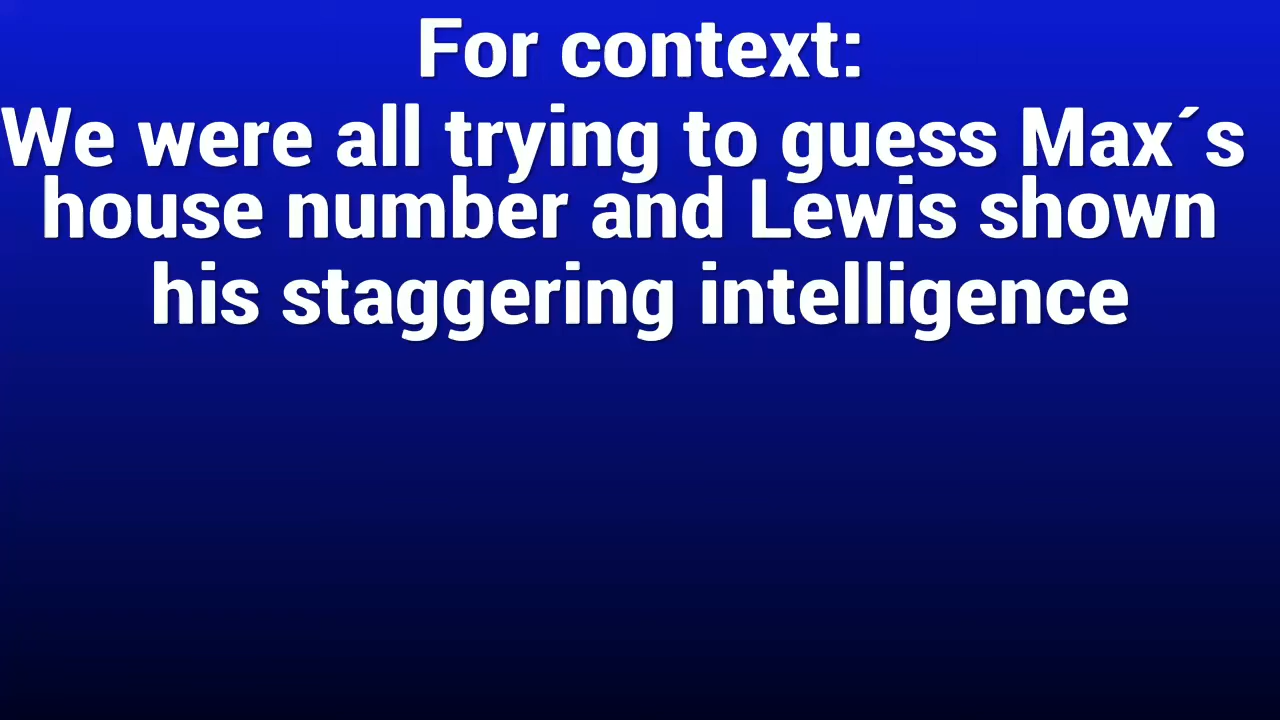 For context:
We were all trying to guess Max´s
house number and Lewis shown
his staggering intelligence